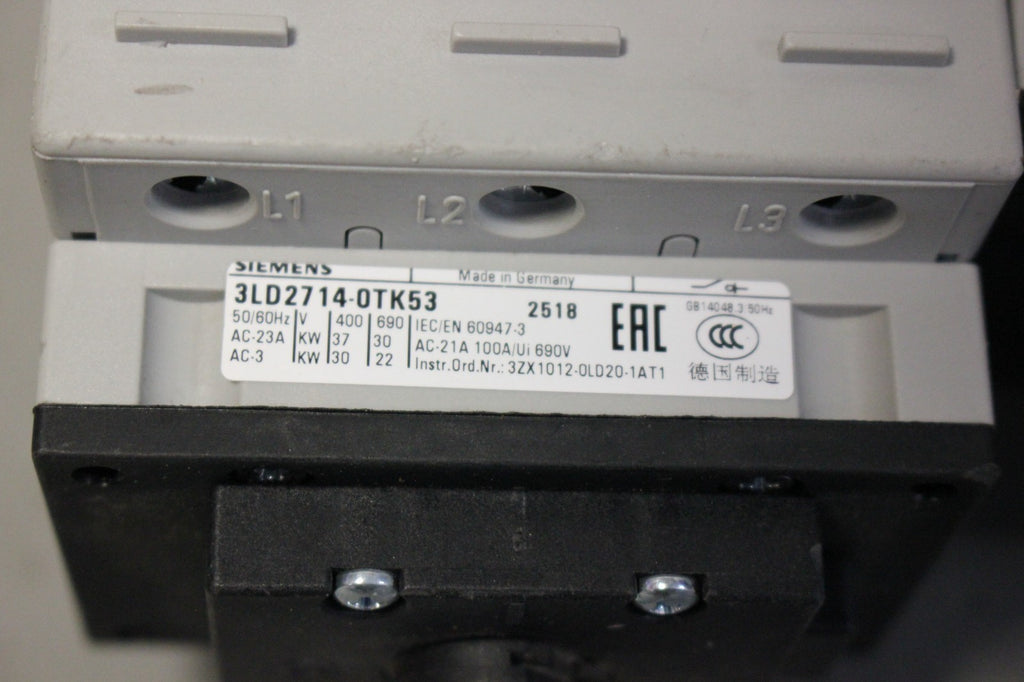 L1 L2 L3
SIEMENS Made in Germany
3LD2714-0TK53 2518
50/60Hz V 400 690 IEC/EN 60947-3
AC-23A KW 37 30 AC-21A 100A/Ui 690V
AC-3 KW 30 22 Instr.Ord.Nr.: 3ZX1012-0LD20-1AT1
EAC
GB14048.3 50Hz
CCC
德国制造